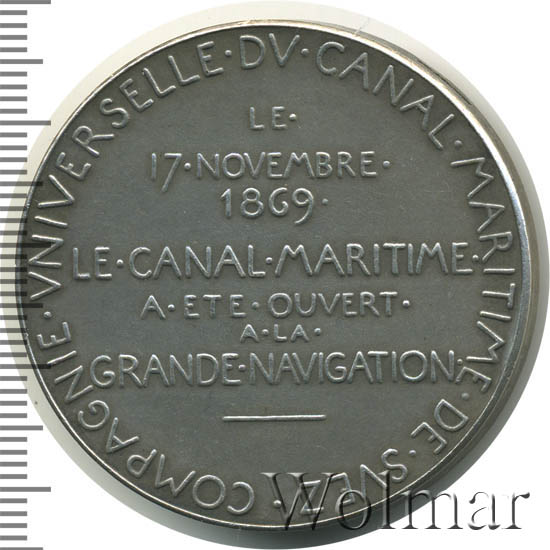 COMPAGNIE·VNIVERSELLE·DV·CANAL·MARITIME·DE·SVEZ·
LE·
17·NOVEMBRE·
1869·
LE·CANAL·MARITIME·
A·ETE·OUVERT·
A·LA·
GRANDE·NAVIGATION·
Wolmar